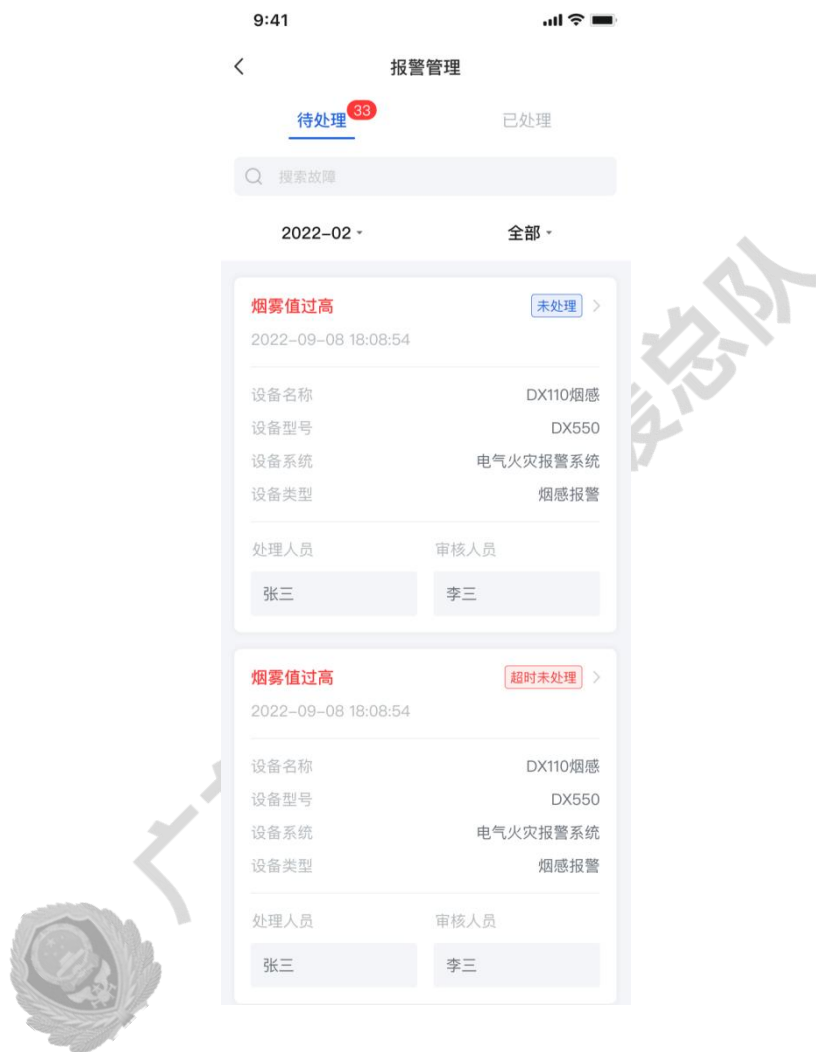 9:41
报警管理
待处理 33 已处理
搜索故障
2022-02 全部
烟雾值过高 未处理
2022-09-08 18:08:54
设备名称 DX110烟感
设备型号 DX550
设备系统 电气火灾报警系统
设备类型 烟感报警
处理人员 审核人员
张三 李三
烟雾值过高 超时未处理
2022-09-08 18:08:54
设备名称 DX110烟感
设备型号 DX550
设备系统 电气火灾报警系统
设备类型 烟感报警
处理人员 审核人员
张三 李三
广 援总队